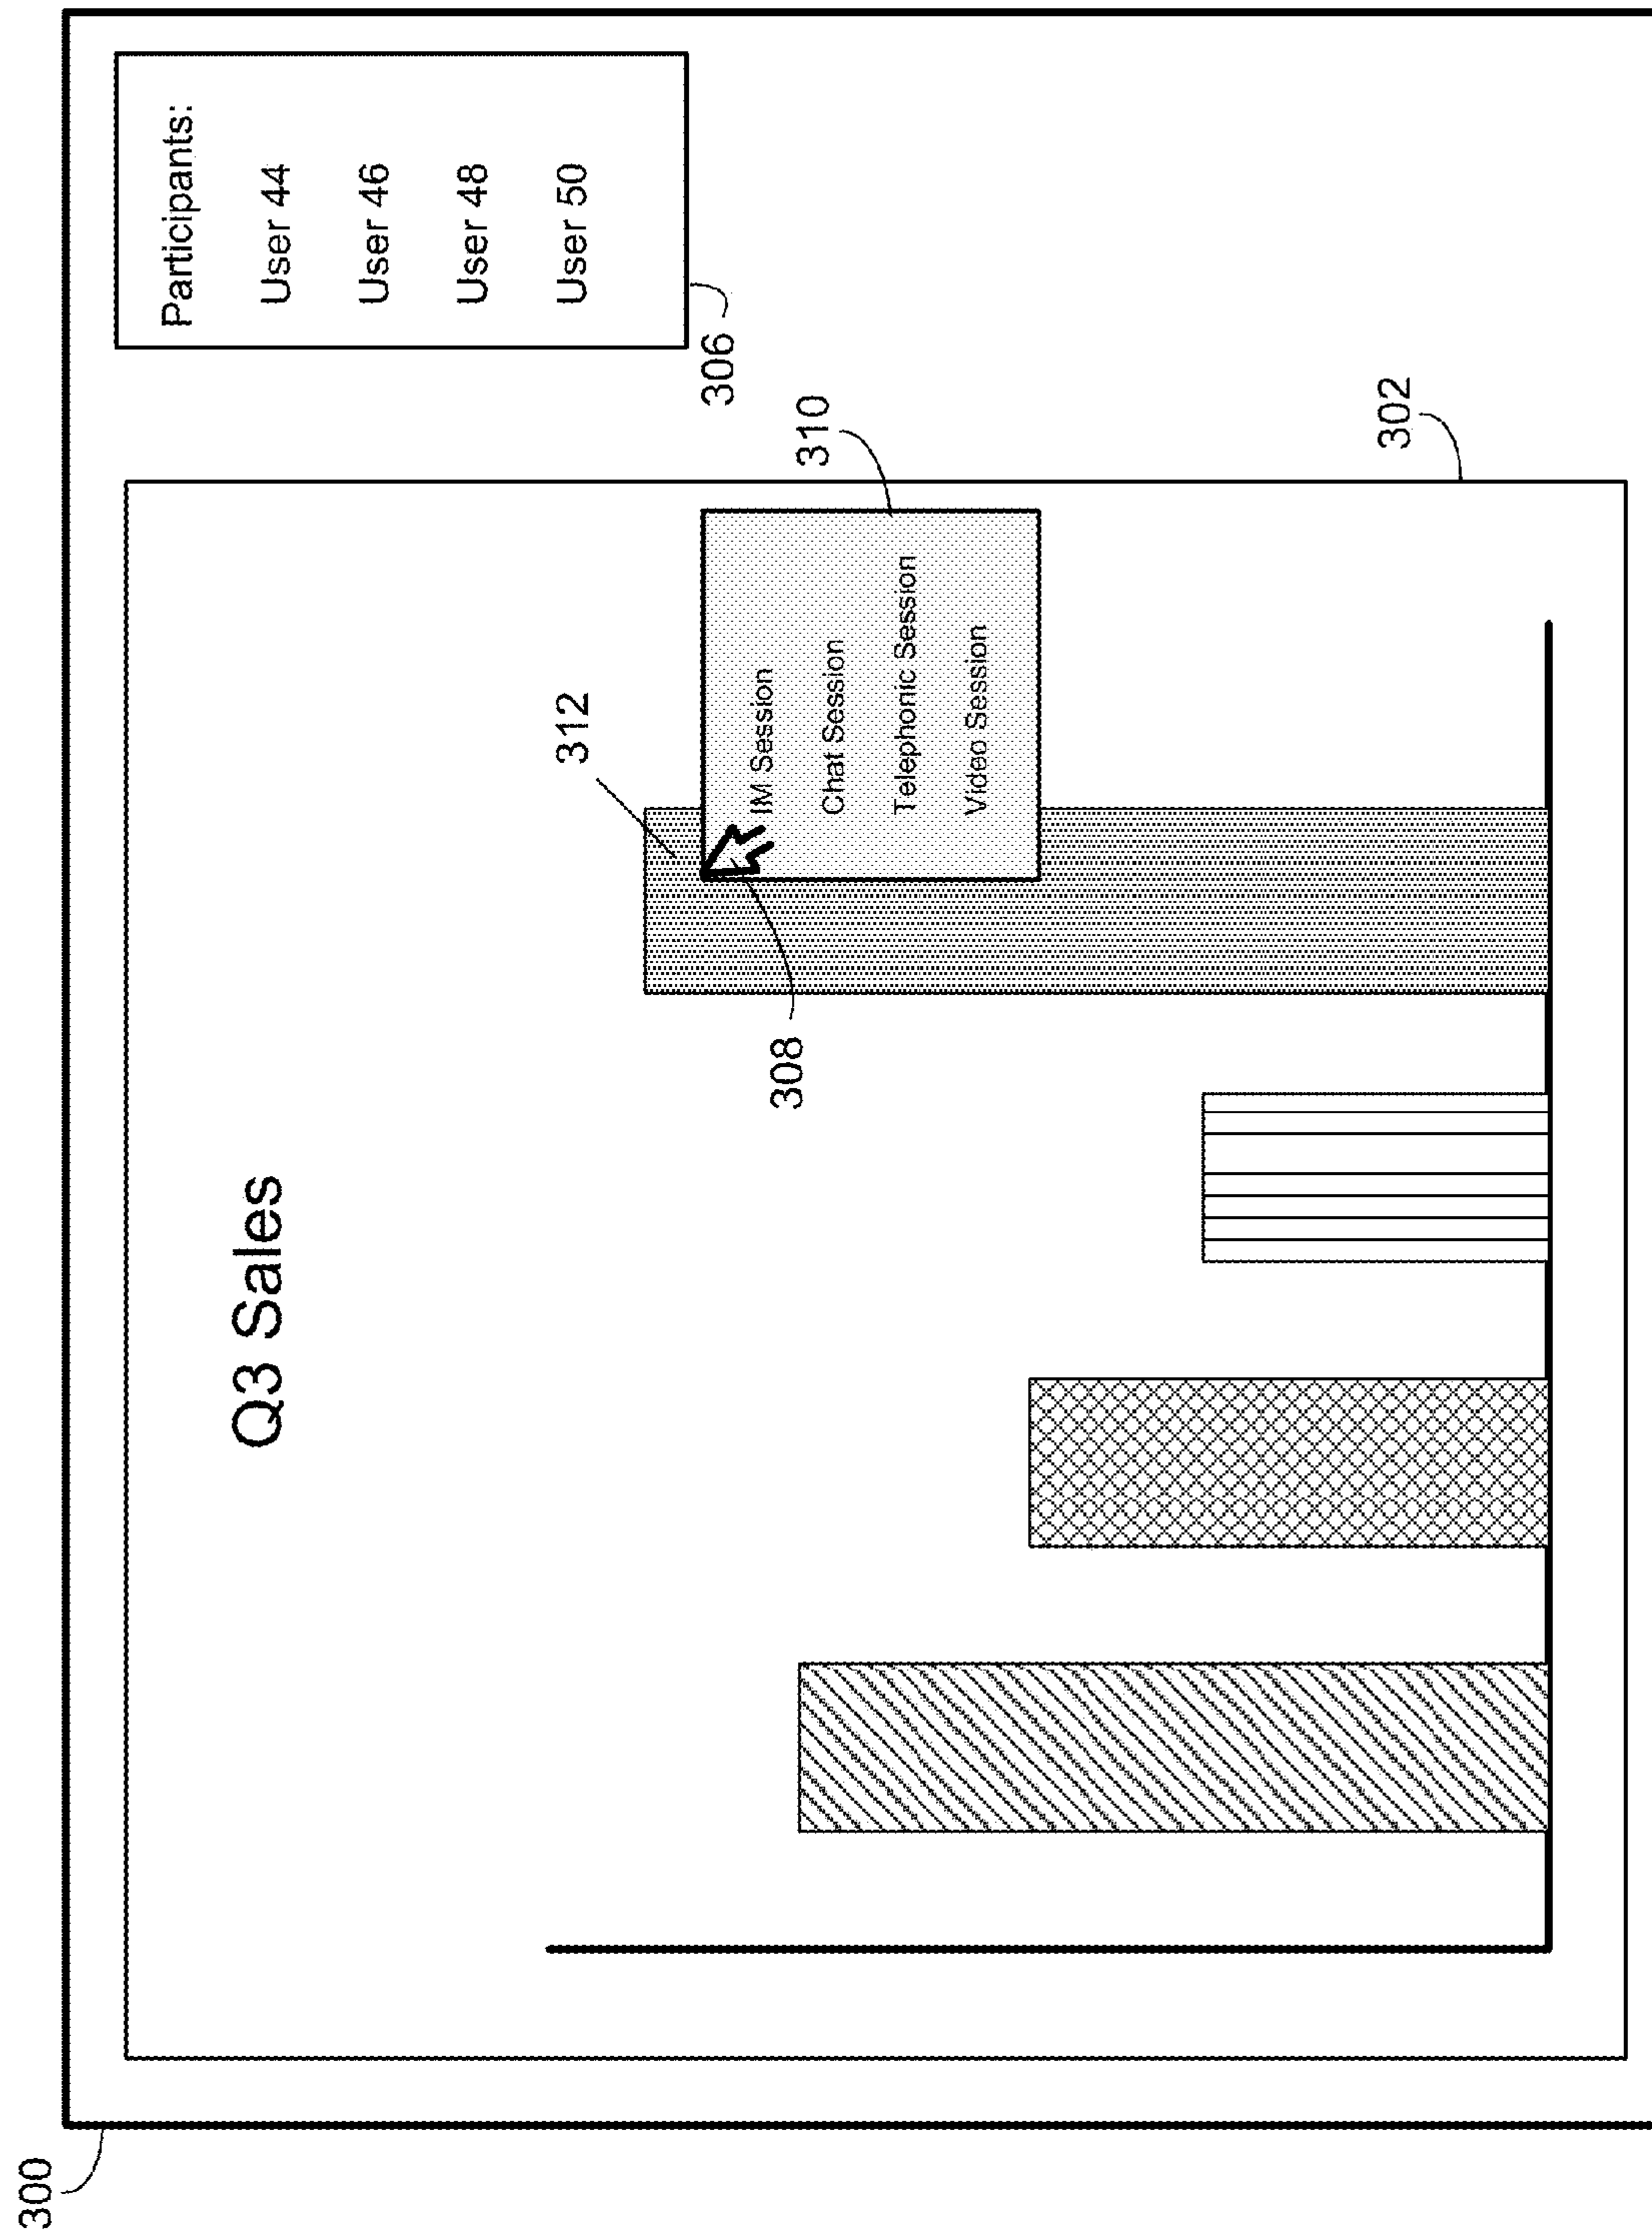 300
Q3 Sales
Participants:
User 44
User 46
User 48
User 50
306
312
310
IM Session
Chat Session
Telephonic Session
Video Session
308
302